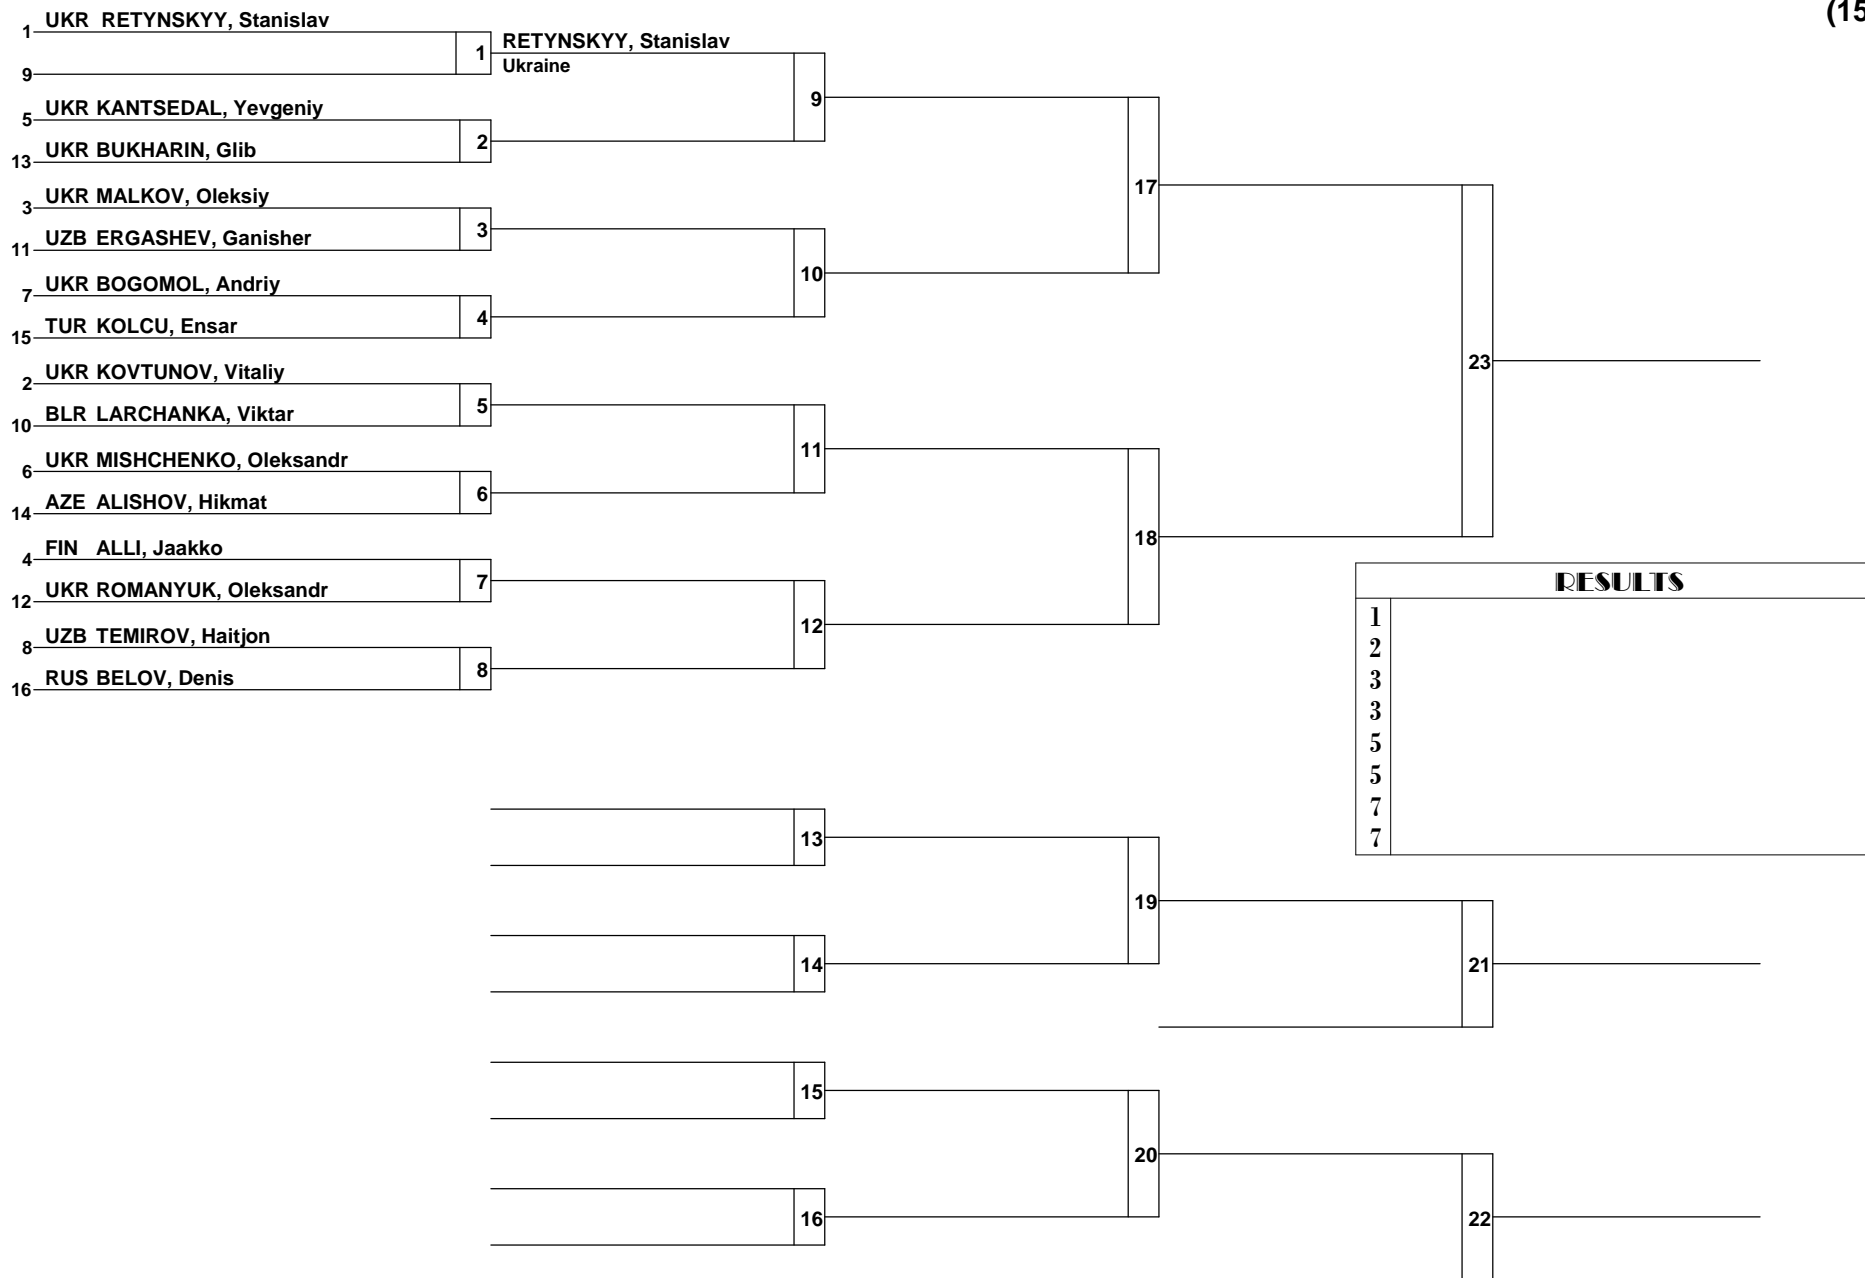 (15
1 UKR RETYNSKYY, Stanislav
9
1 RETYNSKYY, Stanislav
Ukraine
5 UKR KANTSEDAL, Yevgeniy
13 UKR BUKHARIN, Glib
2
9
3 UKR MALKOV, Oleksiy
11 UZB ERGASHEV, Ganisher
3
7 UKR BOGOMOL, Andriy
15 TUR KOLCU, Ensar
4
10
17
2 UKR KOVTUNOV, Vitaliy
10 BLR LARCHANKA, Viktar
5
6 UKR MISHCHENKO, Oleksandr
14 AZE ALISHOV, Hikmat
6
11
4 FIN ALLI, Jaakko
12 UKR ROMANYUK, Oleksandr
7
8 UZB TEMIROV, Haitjon
16 RUS BELOV, Denis
8
12
18
23
RESULTS
1
2
3
3
5
5
7
7
13
14
19
21
15
16
20
22